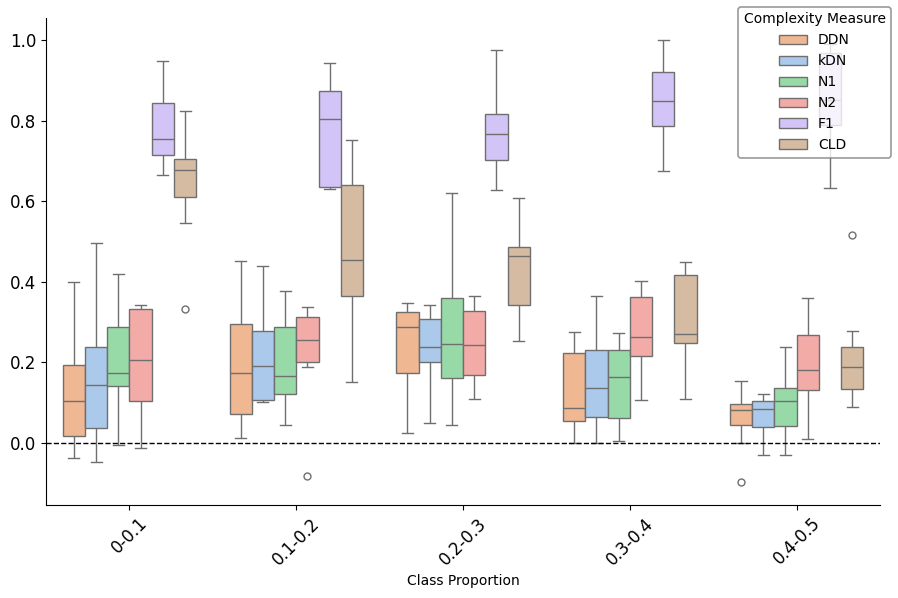 Complexity Measure
DDN
kDN
N1
N2
F1
CLD
1.0
0.8
0.6
0.4
0.2
0.0
0-0.1
0.1-0.2
0.2-0.3
0.3-0.4
0.4-0.5
Class Proportion